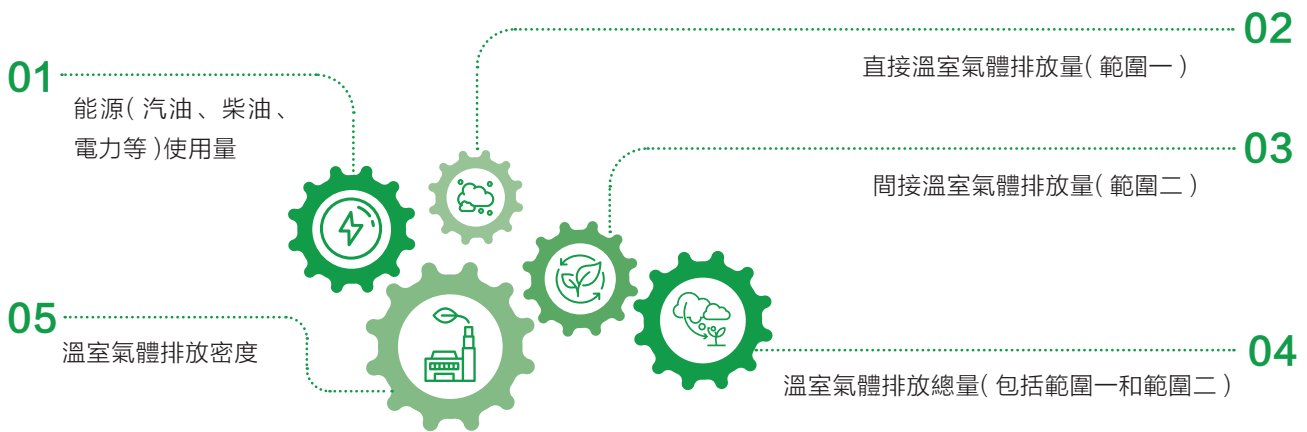 01
能源(汽油、柴油、
電力等)使用量
02
直接溫室氣體排放量(範圍一)
03
間接溫室氣體排放量(範圍二)
04
溫室氣體排放總量(包括範圍一和範圍二)
05
溫室氣體排放密度